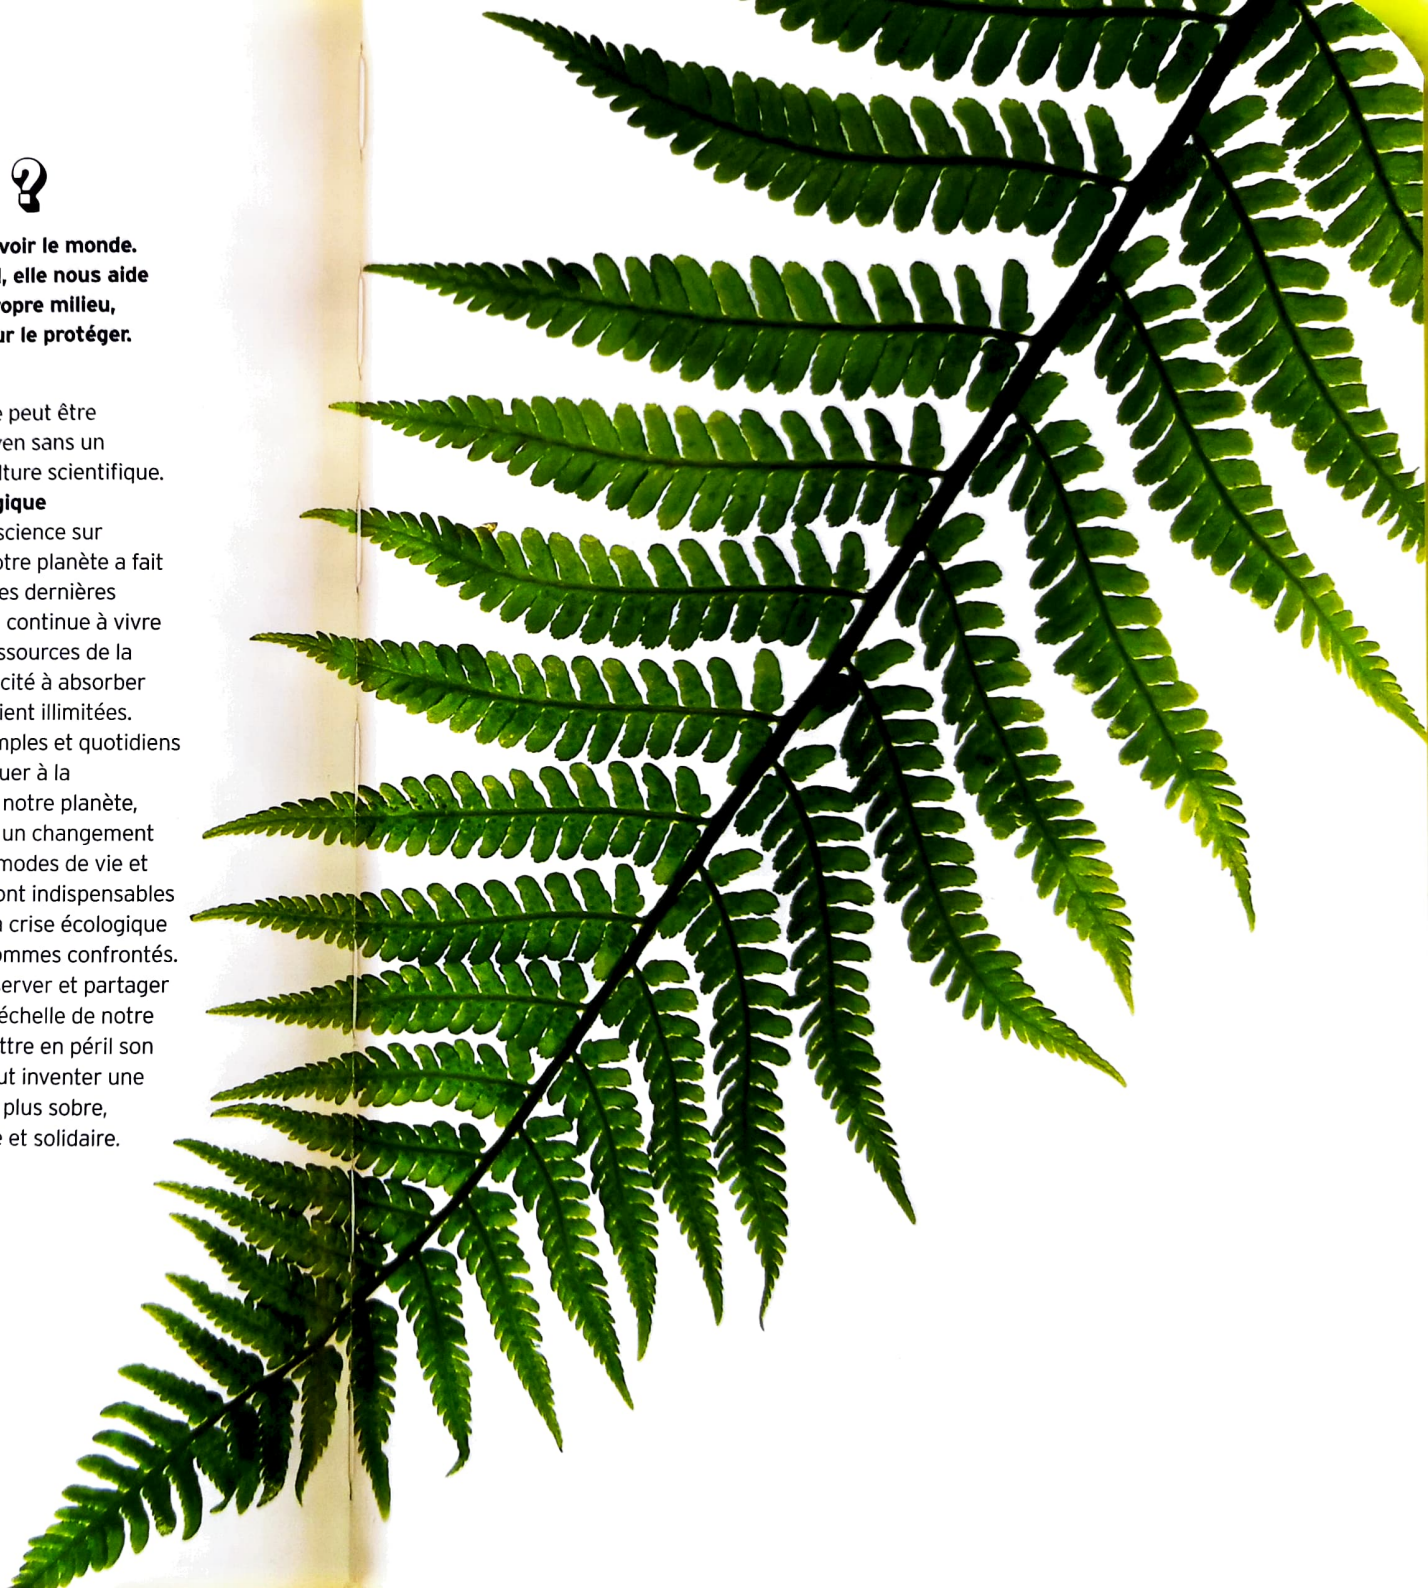 ?
voir le monde.
, elle nous aide
ropre milieu,
ur le protéger.
e peut être
yen sans un
lture scientifique.
gique
science sur
otre planète a fait
es dernières
continue à vivre
ssources de la
cité à absorber
ient illimitées.
mples et quotidiens
uer à la
notre planète,
un changement
modes de vie et
ont indispensables
a crise écologique
ommes confrontés.
server et partager
échelle de notre
ttre en péril son
ut inventer une
plus sobre,
e et solidaire.